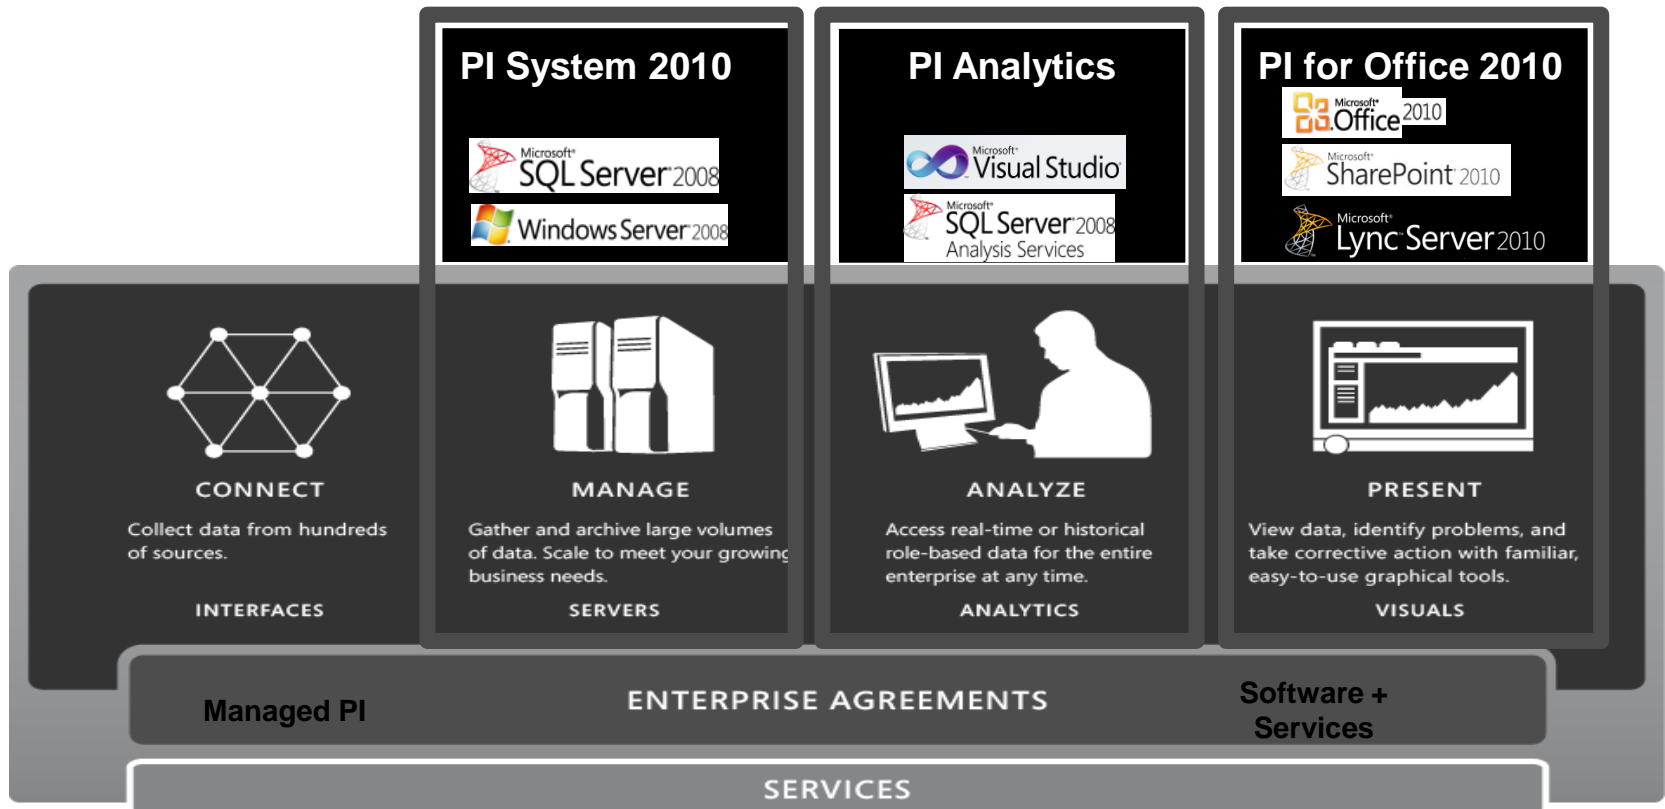 PI System 2010
Microsoft®
SQL Server® 2008
Windows Server® 2008
PI Analytics
Microsoft®
Visual Studio®
Microsoft®
SQL Server® 2008
Analysis Services
PI for Office 2010
Microsoft®
Office 2010
Microsoft®
SharePoint® 2010
Microsoft®
Lync™ Server 2010
CONNECT
Collect data from hundreds
of sources.
INTERFACES
MANAGE
Gather and archive large volumes
of data. Scale to meet your growing
business needs.
SERVERS
ANALYZE
Access real-time or historical
role-based data for the entire
enterprise at any time.
ANALYTICS
PRESENT
View data, identify problems, and
take corrective action with familiar,
easy-to-use graphical tools.
VISUALS
Managed PI
ENTERPRISE AGREEMENTS
Software +
Services
SERVICES